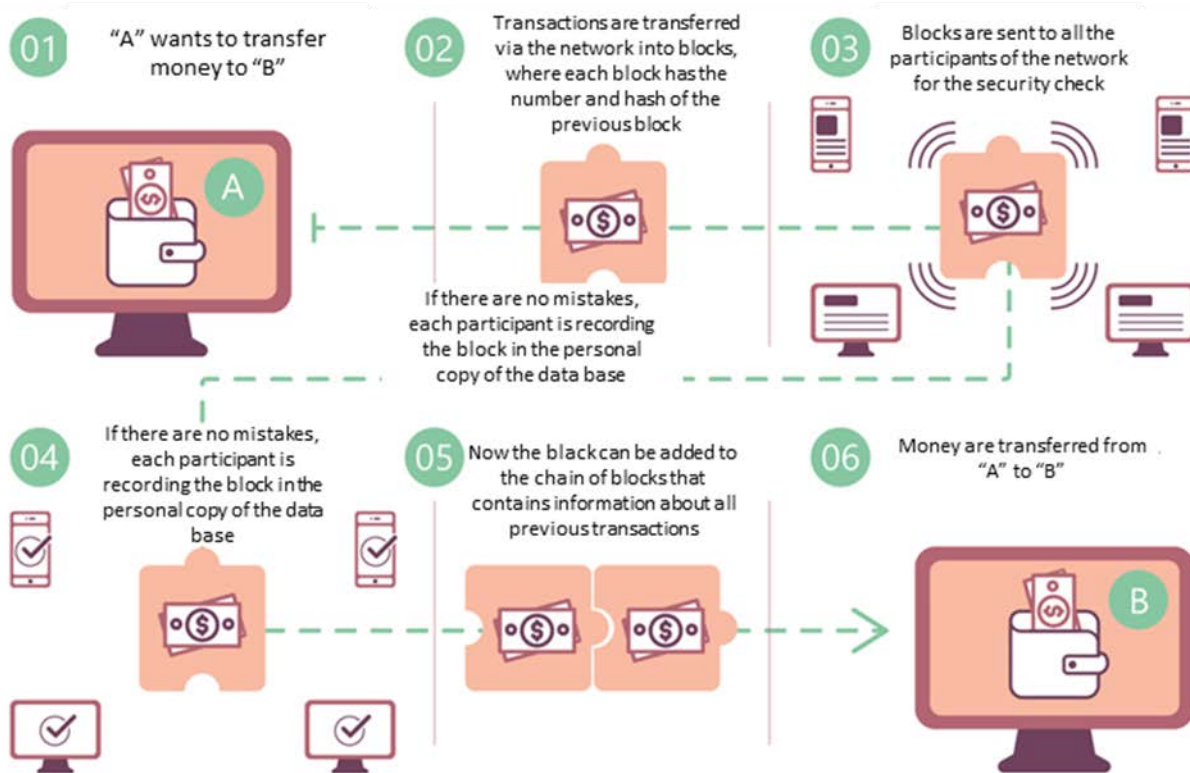 01
“A” wants to transfer
money to “B”
A
02
Transactions are transferred
via the network into blocks,
where each block has the
number and hash of the
previous block
$
03
Blocks are sent to all the
participants of the network
for the security check
$
If there are no mistakes,
each participant is recording
the block in the personal
copy of the data base
04
If there are no mistakes,
each participant is
recording the block in the
personal copy of the data
base
$
05
Now the black can be added to
the chain of blocks that
contains information about all
previous transactions
$
$
06
Money are transferred from
“A” to “B”
$
B